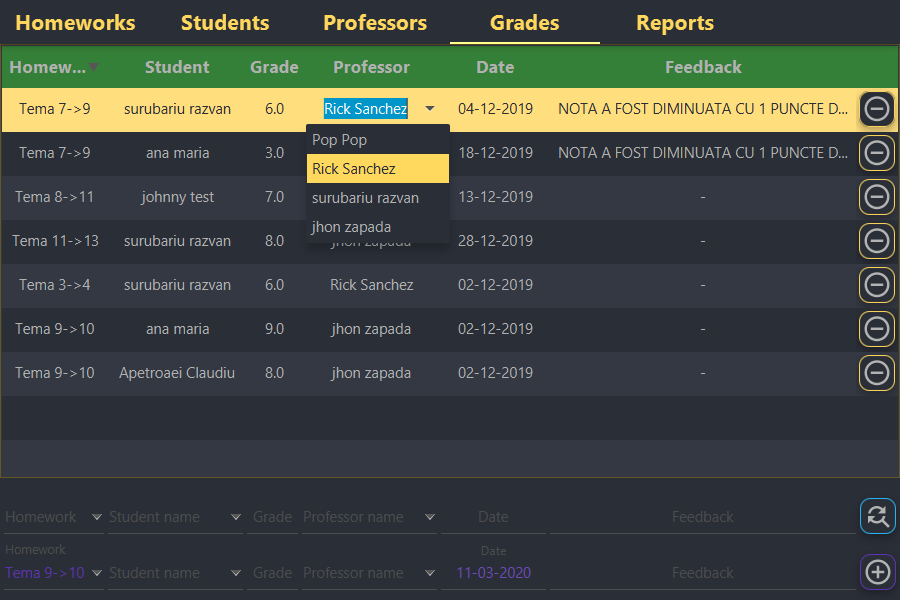 Homeworks Students Professors Grades Reports
Homew... Student Grade Professor Date Feedback
Tema 7->9 surubariu razvan 6.0 Rick Sanchez 04-12-2019 NOTA A FOST DIMINUATA CU 1 PUNCTE D...
Pop Pop
Tema 7->9 ana maria 3.0 18-12-2019 NOTA A FOST DIMINUATA CU 1 PUNCTE D...
Rick Sanchez
Tema 8->11 johnny test 7.0 surubariu razvan 13-12-2019 -
jhon zapada
Tema 11->13 surubariu razvan 8.0 jhon zapada 28-12-2019 -
Tema 3->4 surubariu razvan 6.0 Rick Sanchez 02-12-2019 -
Tema 9->10 ana maria 9.0 jhon zapada 02-12-2019 -
Tema 9->10 Apetroaei Claudiu 8.0 jhon zapada 02-12-2019 -
Homework Student name Grade Professor name Date Feedback
Homework Date
Tema 9->10 Student name Grade Professor name 11-03-2020 Feedback